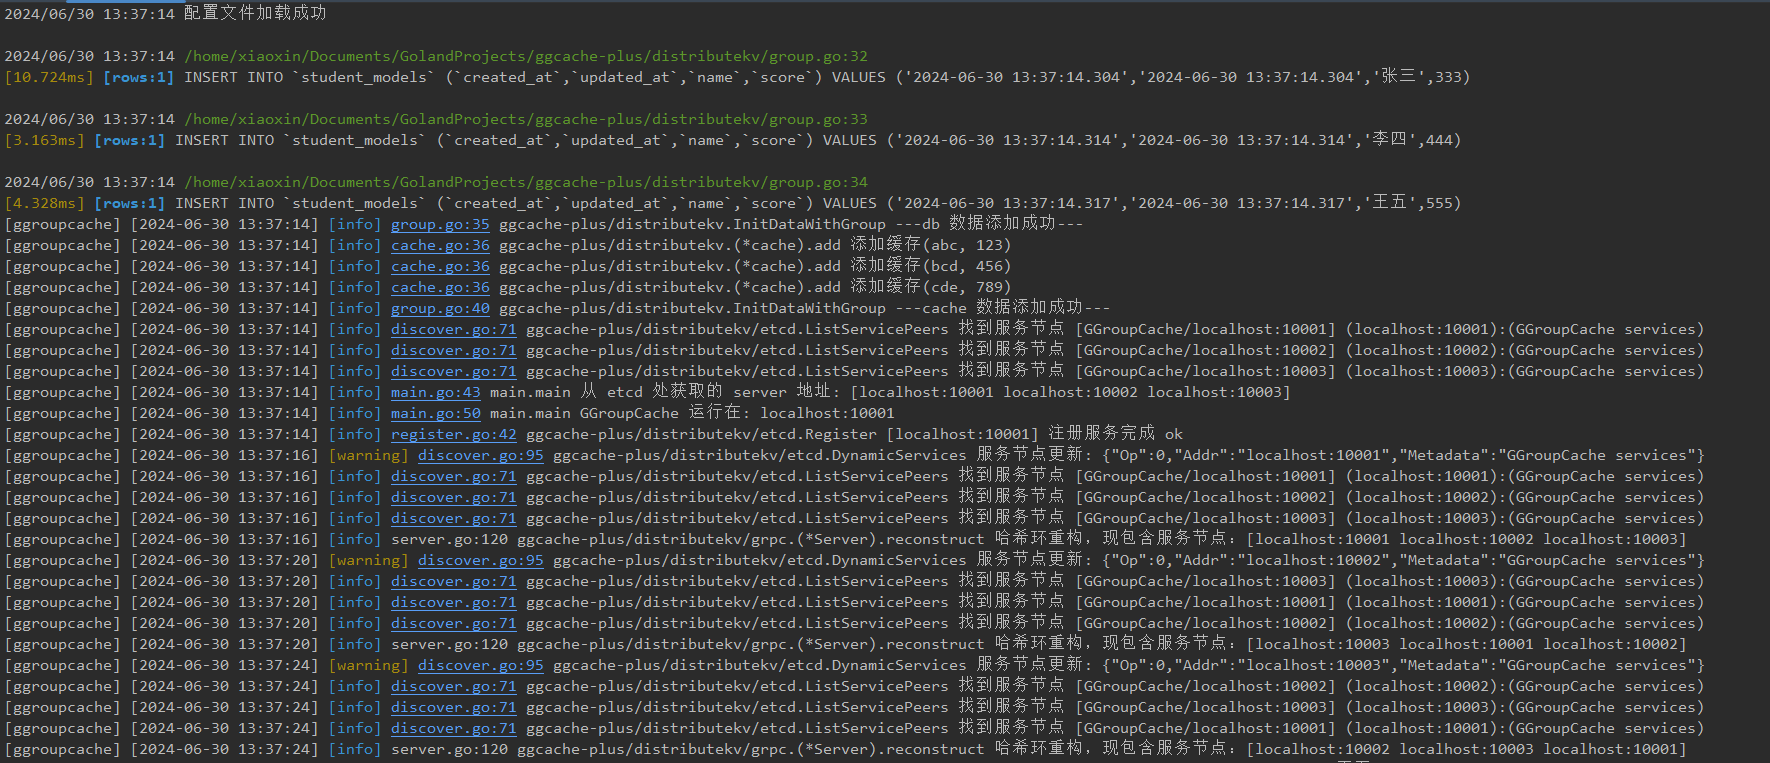 2024/06/30 13:37:14 配置文件加载成功
2024/06/30 13:37:14 /home/xiaoxin/Documents/GolandProjects/ggcache-plus/distributekv/group.go:32
[10.724ms] [rows:1] INSERT INTO `student_models` (`created_at`,`updated_at`,`name`,`score`) VALUES ('2024-06-30 13:37:14.304','2024-06-30 13:37:14.304','张三',333)
2024/06/30 13:37:14 /home/xiaoxin/Documents/GolandProjects/ggcache-plus/distributekv/group.go:33
[3.163ms] [rows:1] INSERT INTO `student_models` (`created_at`,`updated_at`,`name`,`score`) VALUES ('2024-06-30 13:37:14.314','2024-06-30 13:37:14.314','李四',444)
2024/06/30 13:37:14 /home/xiaoxin/Documents/GolandProjects/ggcache-plus/distributekv/group.go:34
[4.328ms] [rows:1] INSERT INTO `student_models` (`created_at`,`updated_at`,`name`,`score`) VALUES ('2024-06-30 13:37:14.317','2024-06-30 13:37:14.317','王五',555)
[ggroupcache] [2024-06-30 13:37:14] [info] group.go:35 ggcache-plus/distributekv.InitDataWithGroup ---db 数据添加成功---
[ggroupcache] [2024-06-30 13:37:14] [info] cache.go:36 ggcache-plus/distributekv.(*cache).add 添加缓存(abc, 123)
[ggroupcache] [2024-06-30 13:37:14] [info] cache.go:36 ggcache-plus/distributekv.(*cache).add 添加缓存(bcd, 456)
[ggroupcache] [2024-06-30 13:37:14] [info] cache.go:36 ggcache-plus/distributekv.(*cache).add 添加缓存(cde, 789)
[ggroupcache] [2024-06-30 13:37:14] [info] group.go:40 ggcache-plus/distributekv.InitDataWithGroup ---cache 数据添加成功---
[ggroupcache] [2024-06-30 13:37:14] [info] discover.go:71 ggcache-plus/distributekv/etcd.ListServicePeers 找到服务节点 [GGroupCache/localhost:10001] (localhost:10001):(GGroupCache services)
[ggroupcache] [2024-06-30 13:37:14] [info] discover.go:71 ggcache-plus/distributekv/etcd.ListServicePeers 找到服务节点 [GGroupCache/localhost:10002] (localhost:10002):(GGroupCache services)
[ggroupcache] [2024-06-30 13:37:14] [info] discover.go:71 ggcache-plus/distributekv/etcd.ListServicePeers 找到服务节点 [GGroupCache/localhost:10003] (localhost:10003):(GGroupCache services)
[ggroupcache] [2024-06-30 13:37:14] [info] main.go:43 main.main 从 etcd 处获取的 server 地址: [localhost:10001 localhost:10002 localhost:10003]
[ggroupcache] [2024-06-30 13:37:14] [info] main.go:50 main.main GGroupCache 运行在: localhost:10001
[ggroupcache] [2024-06-30 13:37:14] [info] register.go:42 ggcache-plus/distributekv/etcd.Register [localhost:10001] 注册服务完成 ok
[ggroupcache] [2024-06-30 13:37:16] [warning] discover.go:95 ggcache-plus/distributekv/etcd.DynamicServices 服务节点更新: {"Op":0,"Addr":"localhost:10001","Metadata":"GGroupCache services"}
[ggroupcache] [2024-06-30 13:37:16] [info] discover.go:71 ggcache-plus/distributekv/etcd.ListServicePeers 找到服务节点 [GGroupCache/localhost:10001] (localhost:10001):(GGroupCache services)
[ggroupcache] [2024-06-30 13:37:16] [info] discover.go:71 ggcache-plus/distributekv/etcd.ListServicePeers 找到服务节点 [GGroupCache/localhost:10002] (localhost:10002):(GGroupCache services)
[ggroupcache] [2024-06-30 13:37:16] [info] discover.go:71 ggcache-plus/distributekv/etcd.ListServicePeers 找到服务节点 [GGroupCache/localhost:10003] (localhost:10003):(GGroupCache services)
[ggroupcache] [2024-06-30 13:37:16] [info] server.go:120 ggcache-plus/distributekv/grpc.(*Server).reconstruct 哈希环重构，现包含服务节点：[localhost:10001 localhost:10002 localhost:10003]
[ggroupcache] [2024-06-30 13:37:20] [warning] discover.go:95 ggcache-plus/distributekv/etcd.DynamicServices 服务节点更新: {"Op":0,"Addr":"localhost:10002","Metadata":"GGroupCache services"}
[ggroupcache] [2024-06-30 13:37:20] [info] discover.go:71 ggcache-plus/distributekv/etcd.ListServicePeers 找到服务节点 [GGroupCache/localhost:10003] (localhost:10003):(GGroupCache services)
[ggroupcache] [2024-06-30 13:37:20] [info] discover.go:71 ggcache-plus/distributekv/etcd.ListServicePeers 找到服务节点 [GGroupCache/localhost:10001] (localhost:10001):(GGroupCache services)
[ggroupcache] [2024-06-30 13:37:20] [info] discover.go:71 ggcache-plus/distributekv/etcd.ListServicePeers 找到服务节点 [GGroupCache/localhost:10002] (localhost:10002):(GGroupCache services)
[ggroupcache] [2024-06-30 13:37:20] [info] server.go:120 ggcache-plus/distributekv/grpc.(*Server).reconstruct 哈希环重构，现包含服务节点：[localhost:10003 localhost:10001 localhost:10002]
[ggroupcache] [2024-06-30 13:37:24] [warning] discover.go:95 ggcache-plus/distributekv/etcd.DynamicServices 服务节点更新: {"Op":0,"Addr":"localhost:10003","Metadata":"GGroupCache services"}
[ggroupcache] [2024-06-30 13:37:24] [info] discover.go:71 ggcache-plus/distributekv/etcd.ListServicePeers 找到服务节点 [GGroupCache/localhost:10002] (localhost:10002):(GGroupCache services)
[ggroupcache] [2024-06-30 13:37:24] [info] discover.go:71 ggcache-plus/distributekv/etcd.ListServicePeers 找到服务节点 [GGroupCache/localhost:10003] (localhost:10003):(GGroupCache services)
[ggroupcache] [2024-06-30 13:37:24] [info] discover.go:71 ggcache-plus/distributekv/etcd.ListServicePeers 找到服务节点 [GGroupCache/localhost:10001] (localhost:10001):(GGroupCache services)
[ggroupcache] [2024-06-30 13:37:24] [info] server.go:120 ggcache-plus/distributekv/grpc.(*Server).reconstruct 哈希环重构，现包含服务节点：[localhost:10002 localhost:10003 localhost:10001]